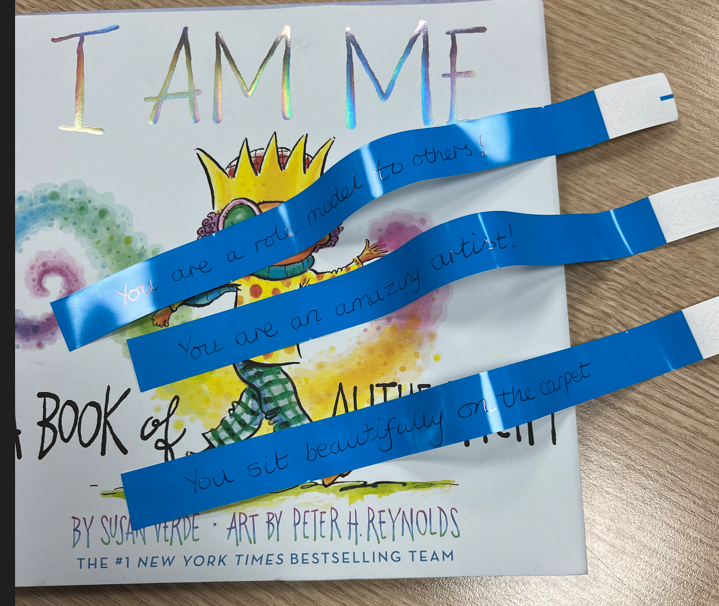 I AM ME
You are a role model to others!
You are an amazing artist!
You sit beautifully on the carpet
BOOK of AUTHE
BY SUSAN VERDE · ART BY PETER H. REYNOLDS
THE #1 NEW YORK TIMES BESTSELLING TEAM